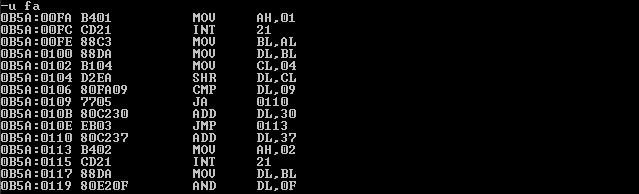 -u fa
0B5A:00FA B401 MOV AH,01
0B5A:00FC CD21 INT 21
0B5A:00FE 88C3 MOV BL,AL
0B5A:0100 88DA MOV DL,BL
0B5A:0102 B104 MOV CL,04
0B5A:0104 D2EA SHR DL,CL
0B5A:0106 80FA09 CMP DL,09
0B5A:0109 7705 JA 0110
0B5A:010B 80C230 ADD DL,30
0B5A:010E EB03 JMP 0113
0B5A:0110 80C237 ADD DL,37
0B5A:0113 B402 MOV AH,02
0B5A:0115 CD21 INT 21
0B5A:0117 88DA MOV DL,BL
0B5A:0119 80E20F AND DL,0F